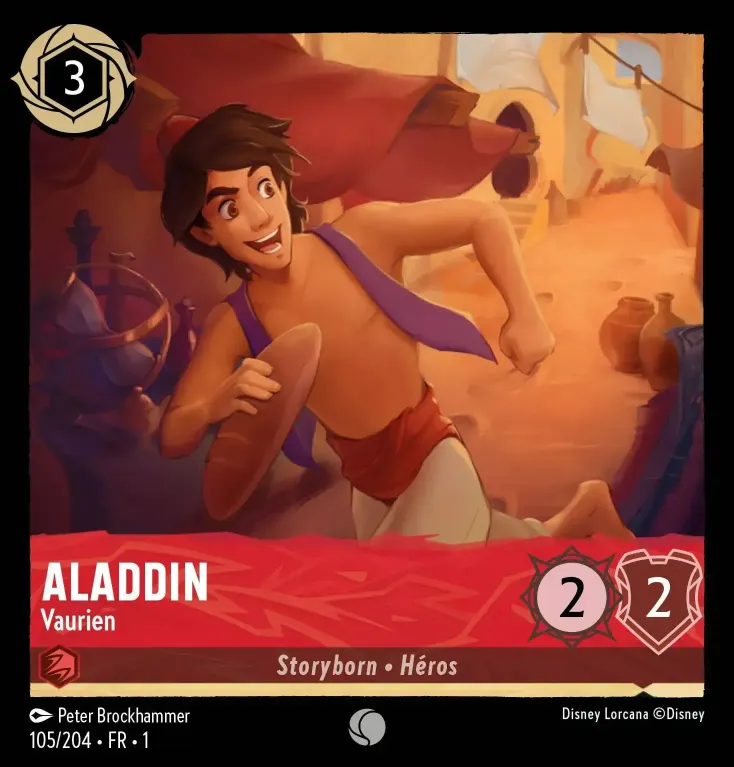 3
ALADDIN
Vaurien
2 2
Storyborn • Héros
Peter Brockhammer
Disney Lorcana ©Disney
105/204 • FR • 1